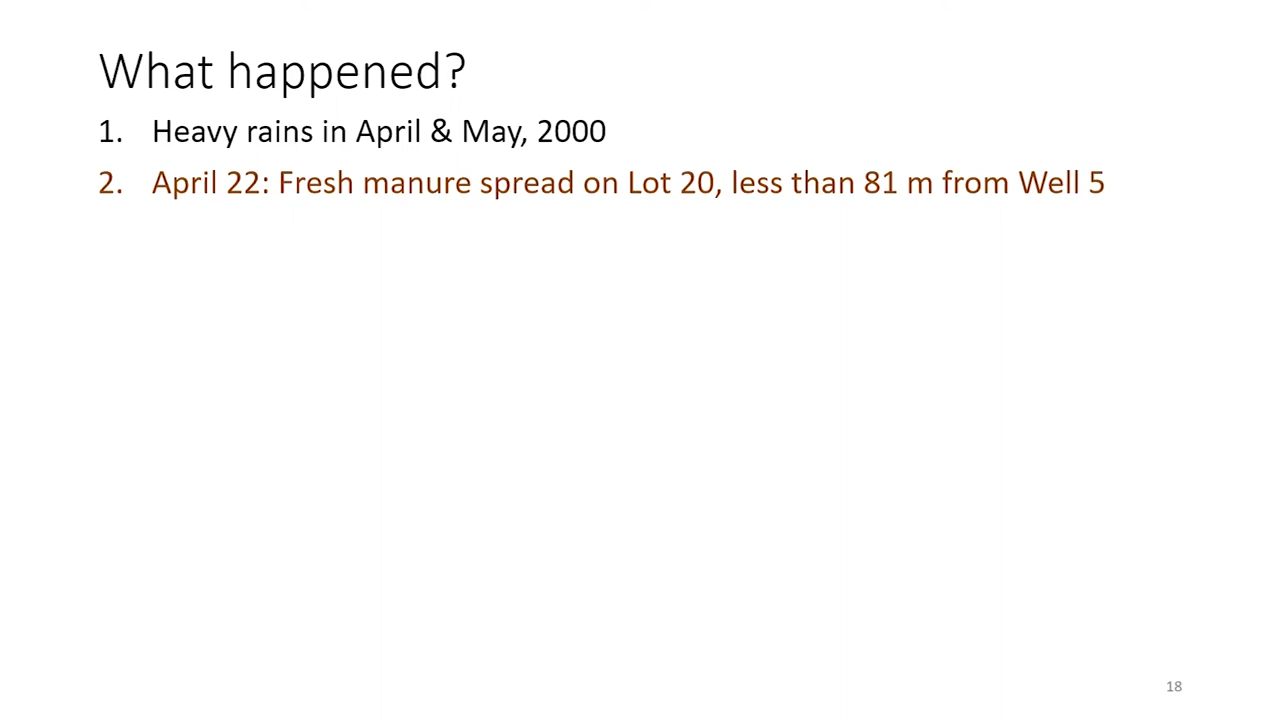 What happened?
1. Heavy rains in April & May, 2000
2. April 22: Fresh manure spread on Lot 20, less than 81 m from Well 5
18